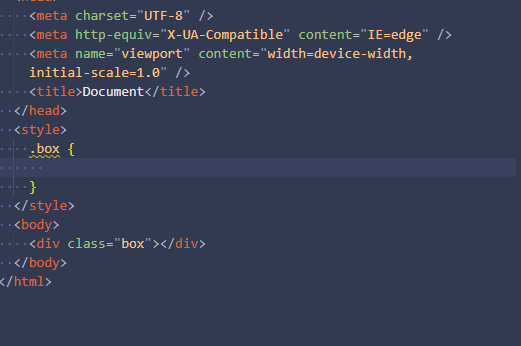 <meta charset="UTF-8" />
<meta http-equiv="X-UA-Compatible" content="IE=edge" />
<meta name="viewport" content="width=device-width,
initial-scale=1.0" />
<title>Document</title>
</head>
<style>
.box {
}
</style>
<body>
<div class="box"></div>
</body>
</html>